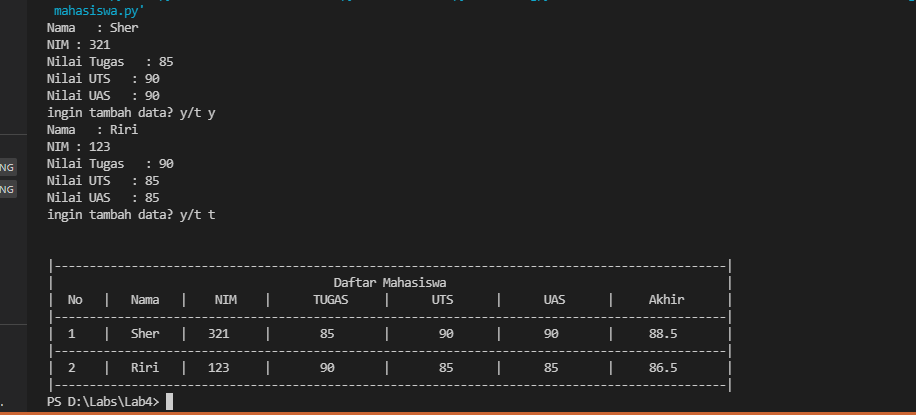 mahasiswa.py'
Nama   : Sher
NIM : 321
Nilai Tugas   : 85
Nilai UTS   : 90
Nilai UAS   : 90
ingin tambah data? y/t y
Nama   : Riri
NIM : 123
Nilai Tugas   : 90
Nilai UTS   : 85
Nilai UAS   : 85
ingin tambah data? y/t t
Daftar Mahasiswa
| No | Nama | NIM | TUGAS | UTS | UAS | Akhir |
| 1 | Sher | 321 | 85 | 90 | 90 | 88.5 |
| 2 | Riri | 123 | 90 | 85 | 85 | 86.5 |
PS D:\Labs\Lab4>
NG
NG